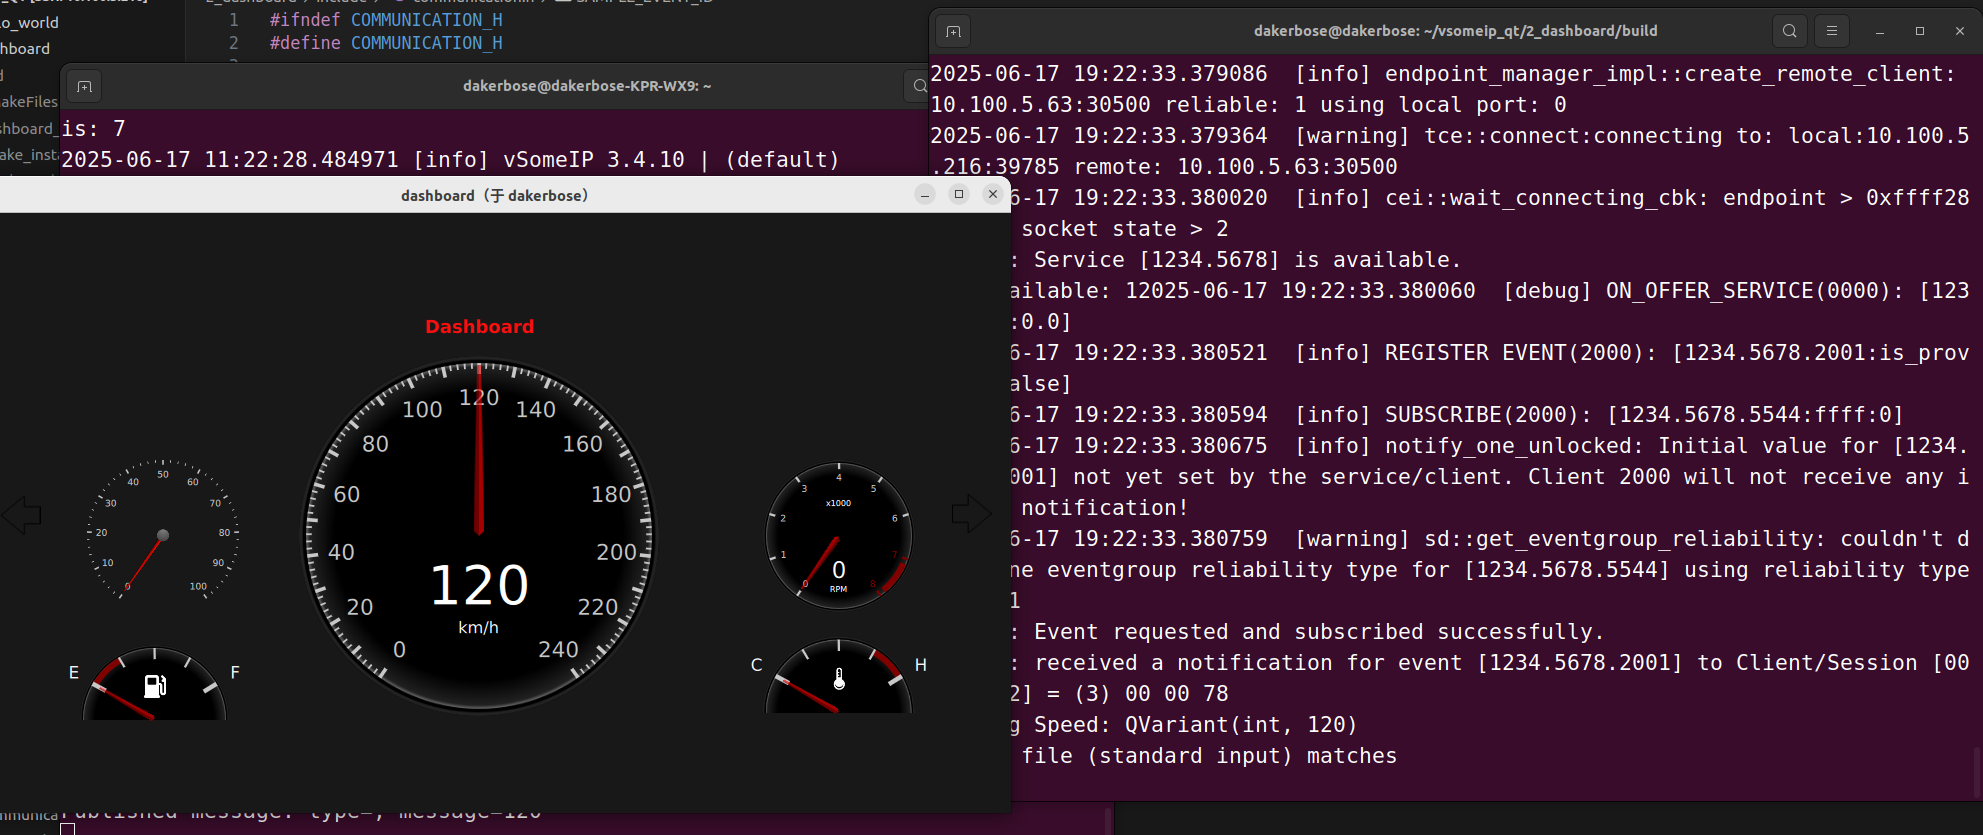 lo_world
hboard
d
akeFiles
shboard_
ake_inst
1 #ifndef COMMUNICATION_H
2 #define COMMUNICATION_H
dakerbose@dakerbose-KPR-WX9: ~
is: 7
2025-06-17 11:22:28.484971 [info] vSomeIP 3.4.10 | (default)
dashboard（于 dakerbose）
Dashboard
0
20
40
60
80
100
120
140
160
180
200
220
240
120
km/h
0
10
20
30
40
50
60
70
80
90
100
E
F
0
1
2
3
4
5
6
7
8
x1000
0
RPM
C
H
dakerbose@dakerbose: ~/vsomeip_qt/2_dashboard/build
2025-06-17 19:22:33.379086 [info] endpoint_manager_impl::create_remote_client:
10.100.5.63:30500 reliable: 1 using local port: 0
2025-06-17 19:22:33.379364 [warning] tce::connect:connecting to: local:10.100.5
.216:39785 remote: 10.100.5.63:30500
6-17 19:22:33.380020 [info] cei::wait_connecting_cbk: endpoint > 0xffff28
socket state > 2
: Service [1234.5678] is available.
ailable: 12025-06-17 19:22:33.380060 [debug] ON_OFFER_SERVICE(0000): [123
:0.0]
6-17 19:22:33.380521 [info] REGISTER EVENT(2000): [1234.5678.2001:is_prov
alse]
6-17 19:22:33.380594 [info] SUBSCRIBE(2000): [1234.5678.5544:ffff:0]
6-17 19:22:33.380675 [info] notify_one_unlocked: Initial value for [1234.
001] not yet set by the service/client. Client 2000 will not receive any i
notification!
6-17 19:22:33.380759 [warning] sd::get_eventgroup_reliability: couldn't d
ne eventgroup reliability type for [1234.5678.5544] using reliability type
1
: Event requested and subscribed successfully.
: received a notification for event [1234.5678.2001] to Client/Session [00
2] = (3) 00 00 78
g Speed: QVariant(int, 120)
file (standard input) matches
mmunica
Published message: type=, message=120